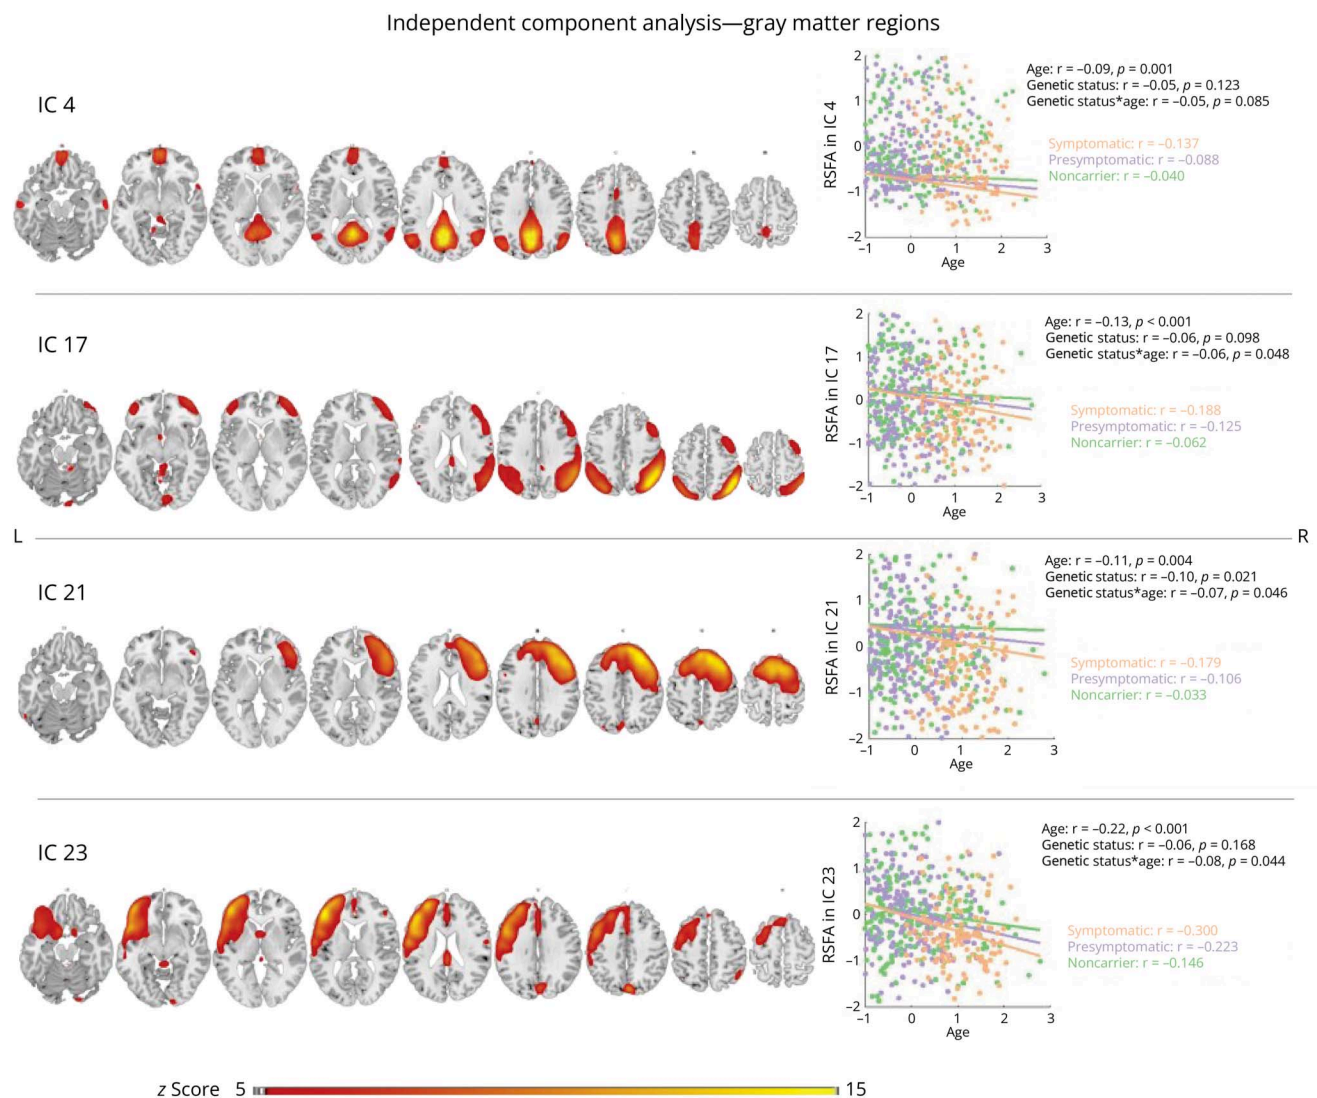 Independent component analysis—gray matter regions
IC 4
RSFA in IC 4
2
1
0
−1
−2
−1 0 1 2 3
Age
Age: r = −0.09, p = 0.001
Genetic status: r = −0.05, p = 0.123
Genetic status*age: r = −0.05, p = 0.085
Symptomatic: r = −0.137
Presymptomatic: r = −0.088
Noncarrier: r = −0.040
IC 17
RSFA in IC 17
2
1
0
−1
−2
−1 0 1 2 3
Age
Age: r = −0.13, p < 0.001
Genetic status: r = −0.06, p = 0.098
Genetic status*age: r = −0.06, p = 0.048
Symptomatic: r = −0.188
Presymptomatic: r = −0.125
Noncarrier: r = −0.062
L
R
IC 21
RSFA in IC 21
2
1
0
−1
−2
−1 0 1 2 3
Age
Age: r = −0.11, p = 0.004
Genetic status: r = −0.10, p = 0.021
Genetic status*age: r = −0.07, p = 0.046
Symptomatic: r = −0.179
Presymptomatic: r = −0.106
Noncarrier: r = −0.033
IC 23
RSFA in IC 23
2
1
0
−1
−2
−1 0 1 2 3
Age
Age: r = −0.22, p < 0.001
Genetic status: r = −0.06, p = 0.168
Genetic status*age: r = −0.08, p = 0.044
Symptomatic: r = −0.300
Presymptomatic: r = −0.223
Noncarrier: r = −0.146
z Score 5 15